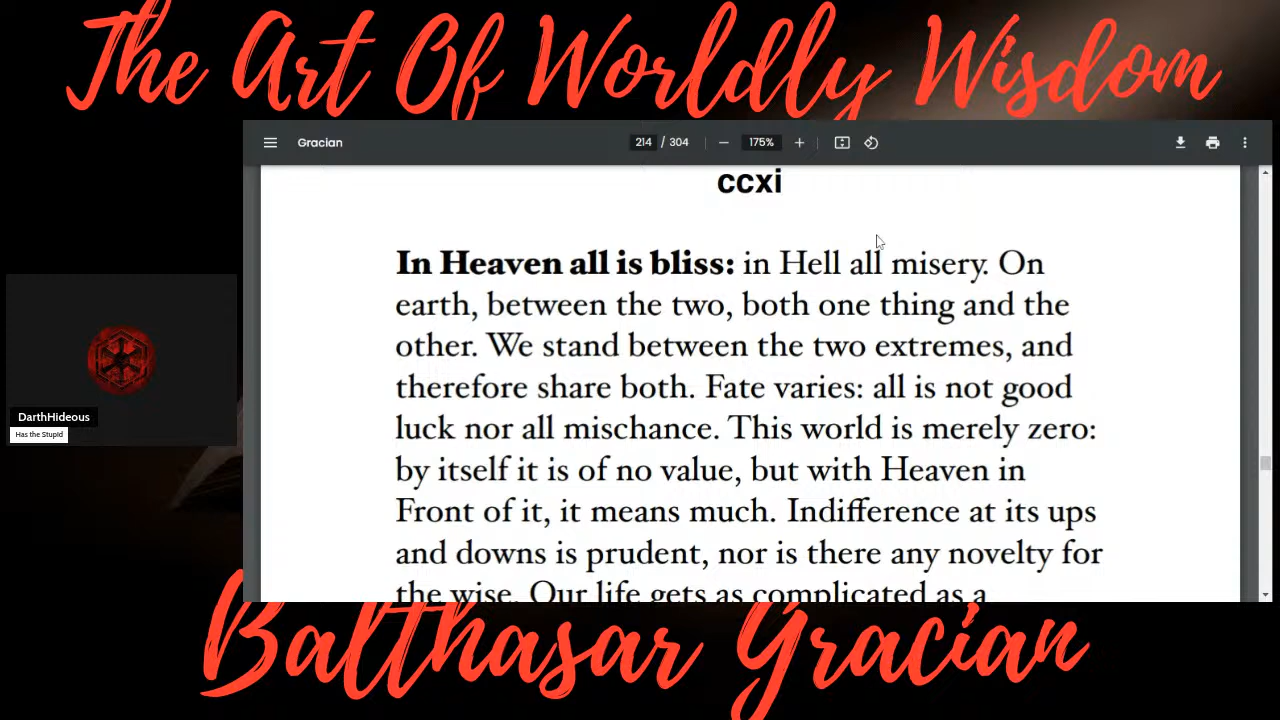 The Art Of Worldly Wisdom
Gracian
214 / 304
175%
ccxi
In Heaven all is bliss: in Hell all misery. On
earth, between the two, both one thing and the
other. We stand between the two extremes, and
therefore share both. Fate varies: all is not good
luck nor all mischance. This world is merely zero:
by itself it is of no value, but with Heaven in
Front of it, it means much. Indifference at its ups
and downs is prudent, nor is there any novelty for
the wise. Our life gets as complicated as a
DarthHideous
Has the Stupid
Balthasar Gracian